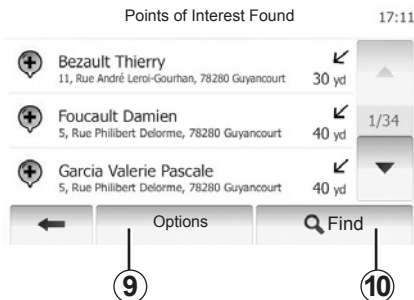 Points of Interest Found 17:11
Bezault Thierry
11, Rue André Leroi-Gourhan, 78280 Guyancourt 30 yd
Foucault Damien
5, Rue Philibert Delorme, 78280 Guyancourt 40 yd
1/34
Garcia Valerie Pascale
5, Rue Philibert Delorme, 78280 Guyancourt 40 yd
Options Find
9 10